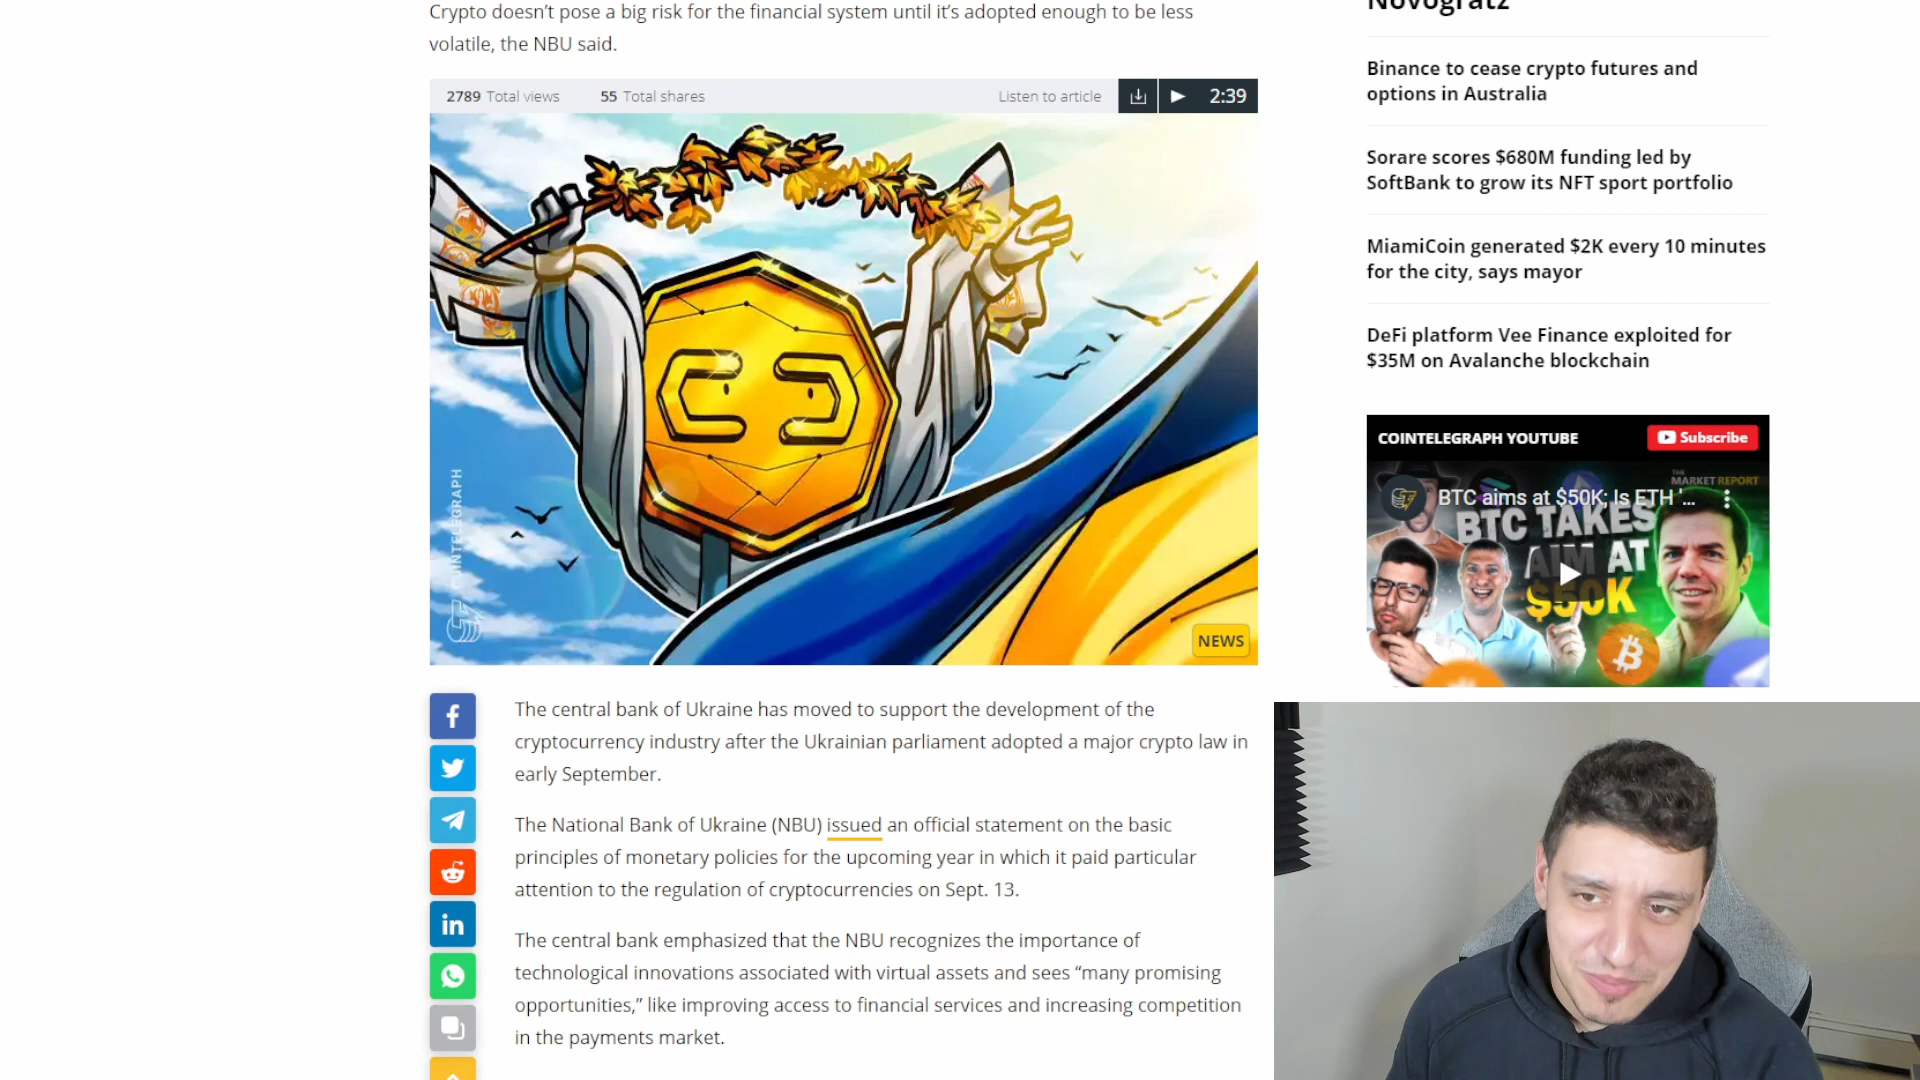 Crypto doesn’t pose a big risk for the financial system until it’s adopted enough to be less
volatile, the NBU said.
2789 Total views 55 Total shares Listen to article 2:39
COINTELEGRAPH
NEWS
The central bank of Ukraine has moved to support the development of the
cryptocurrency industry after the Ukrainian parliament adopted a major crypto law in
early September.
The National Bank of Ukraine (NBU) issued an official statement on the basic
principles of monetary policies for the upcoming year in which it paid particular
attention to the regulation of cryptocurrencies on Sept. 13.
The central bank emphasized that the NBU recognizes the importance of
technological innovations associated with virtual assets and sees “many promising
opportunities,” like improving access to financial services and increasing competition
in the payments market.
Novogratz
Binance to cease crypto futures and
options in Australia
Sorare scores $680M funding led by
SoftBank to grow its NFT sport portfolio
MiamiCoin generated $2K every 10 minutes
for the city, says mayor
DeFi platform Vee Finance exploited for
$35M on Avalanche blockchain
COINTELEGRAPH YOUTUBE Subscribe
THE
MARKET REPORT
BTC aims at $50K; Is ETH '...
BTC TAKES
AIM AT
$50K